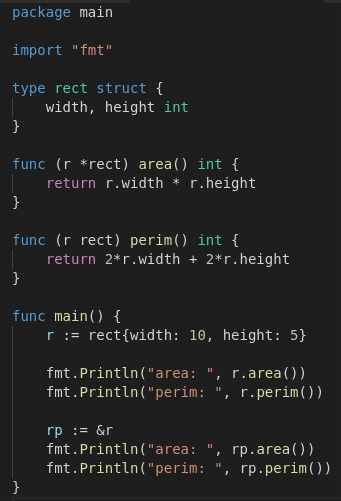 package main
import "fmt"
type rect struct {
    width, height int
}
func (r *rect) area() int {
    return r.width * r.height
}
func (r rect) perim() int {
    return 2*r.width + 2*r.height
}
func main() {
    r := rect{width: 10, height: 5}
    fmt.Println("area: ", r.area())
    fmt.Println("perim: ", r.perim())
    rp := &r
    fmt.Println("area: ", rp.area())
    fmt.Println("perim: ", rp.perim())
}